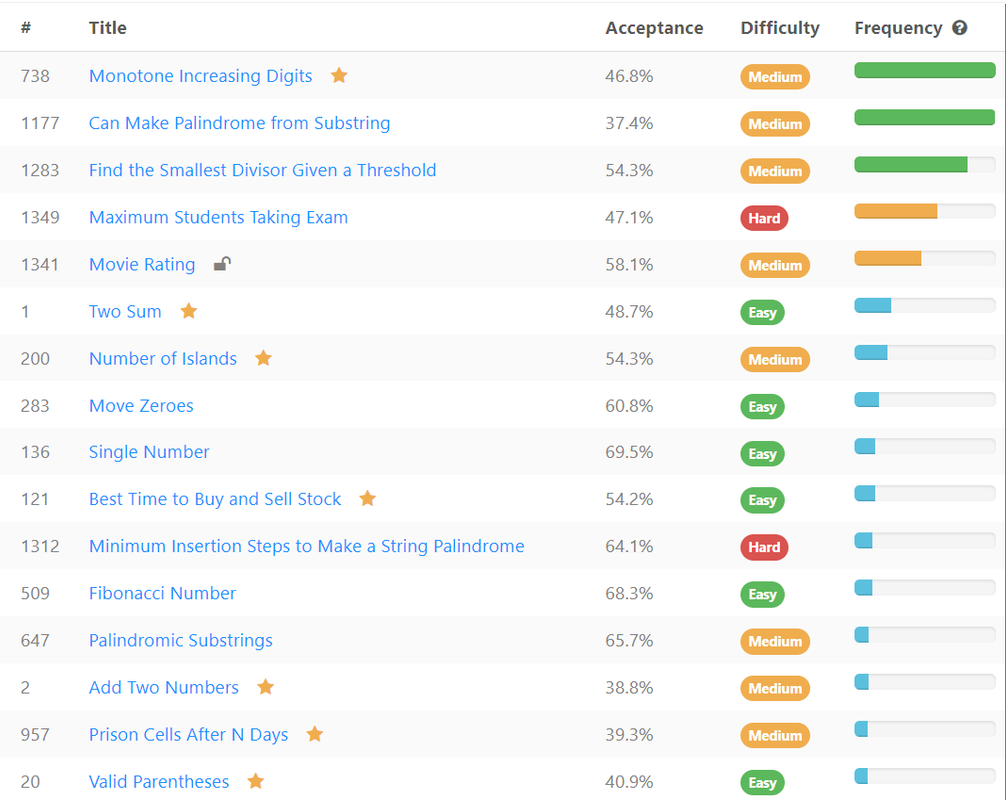 # Title Acceptance Difficulty Frequency ?
738 Monotone Increasing Digits 46.8% Medium
1177 Can Make Palindrome from Substring 37.4% Medium
1283 Find the Smallest Divisor Given a Threshold 54.3% Medium
1349 Maximum Students Taking Exam 47.1% Hard
1341 Movie Rating 58.1% Medium
1 Two Sum 48.7% Easy
200 Number of Islands 54.3% Medium
283 Move Zeroes 60.8% Easy
136 Single Number 69.5% Easy
121 Best Time to Buy and Sell Stock 54.2% Easy
1312 Minimum Insertion Steps to Make a String Palindrome 64.1% Hard
509 Fibonacci Number 68.3% Easy
647 Palindromic Substrings 65.7% Medium
2 Add Two Numbers 38.8% Medium
957 Prison Cells After N Days 39.3% Medium
20 Valid Parentheses 40.9% Easy